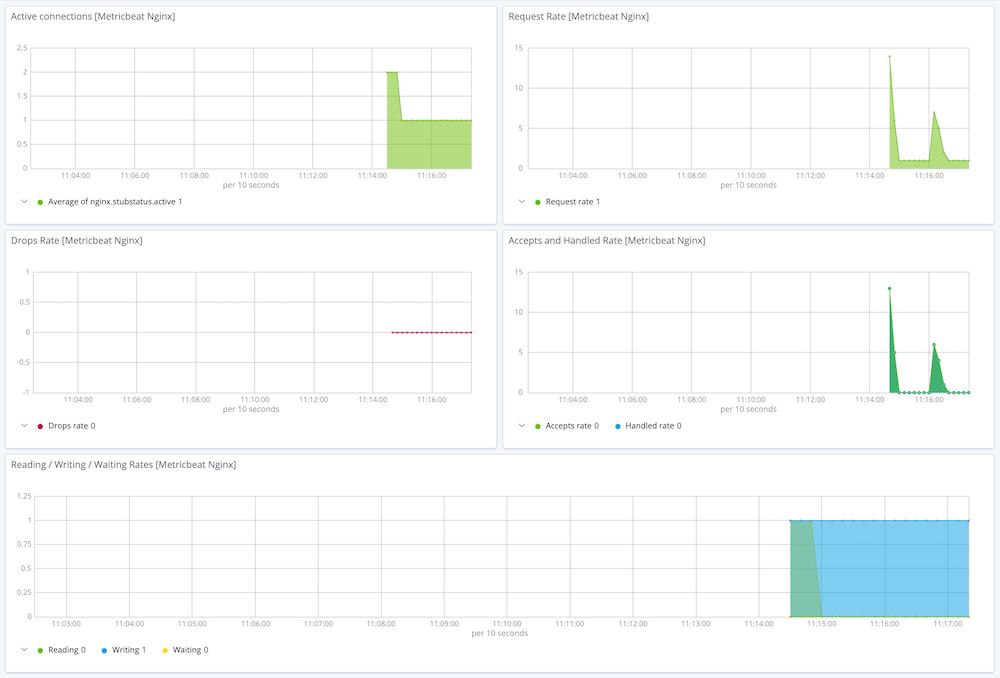 Active connections [Metricbeat Nginx]
2.5
2
1.5
1
0.5
0
11:04:00 11:06:00 11:08:00 11:10:00 11:12:00 11:14:00 11:16:00
per 10 seconds
Average of nginx.stubstatus.active 1
Request Rate [Metricbeat Nginx]
15
10
5
0
11:04:00 11:06:00 11:08:00 11:10:00 11:12:00 11:14:00 11:16:00
per 10 seconds
Request rate 1
Drops Rate [Metricbeat Nginx]
1
0.5
0
-0.5
-1
11:04:00 11:06:00 11:08:00 11:10:00 11:12:00 11:14:00 11:16:00
per 10 seconds
Drops rate 0
Accepts and Handled Rate [Metricbeat Nginx]
15
10
5
0
11:04:00 11:06:00 11:08:00 11:10:00 11:12:00 11:14:00 11:16:00
per 10 seconds
Accepts rate 0 Handled rate 0
Reading / Writing / Waiting Rates [Metricbeat Nginx]
1.25
1
0.75
0.5
0.25
0
11:03:00 11:04:00 11:05:00 11:06:00 11:07:00 11:08:00 11:09:00 11:10:00 11:11:00 11:12:00 11:13:00 11:14:00 11:15:00 11:16:00 11:17:00
per 10 seconds
Reading 0 Writing 1 Waiting 0